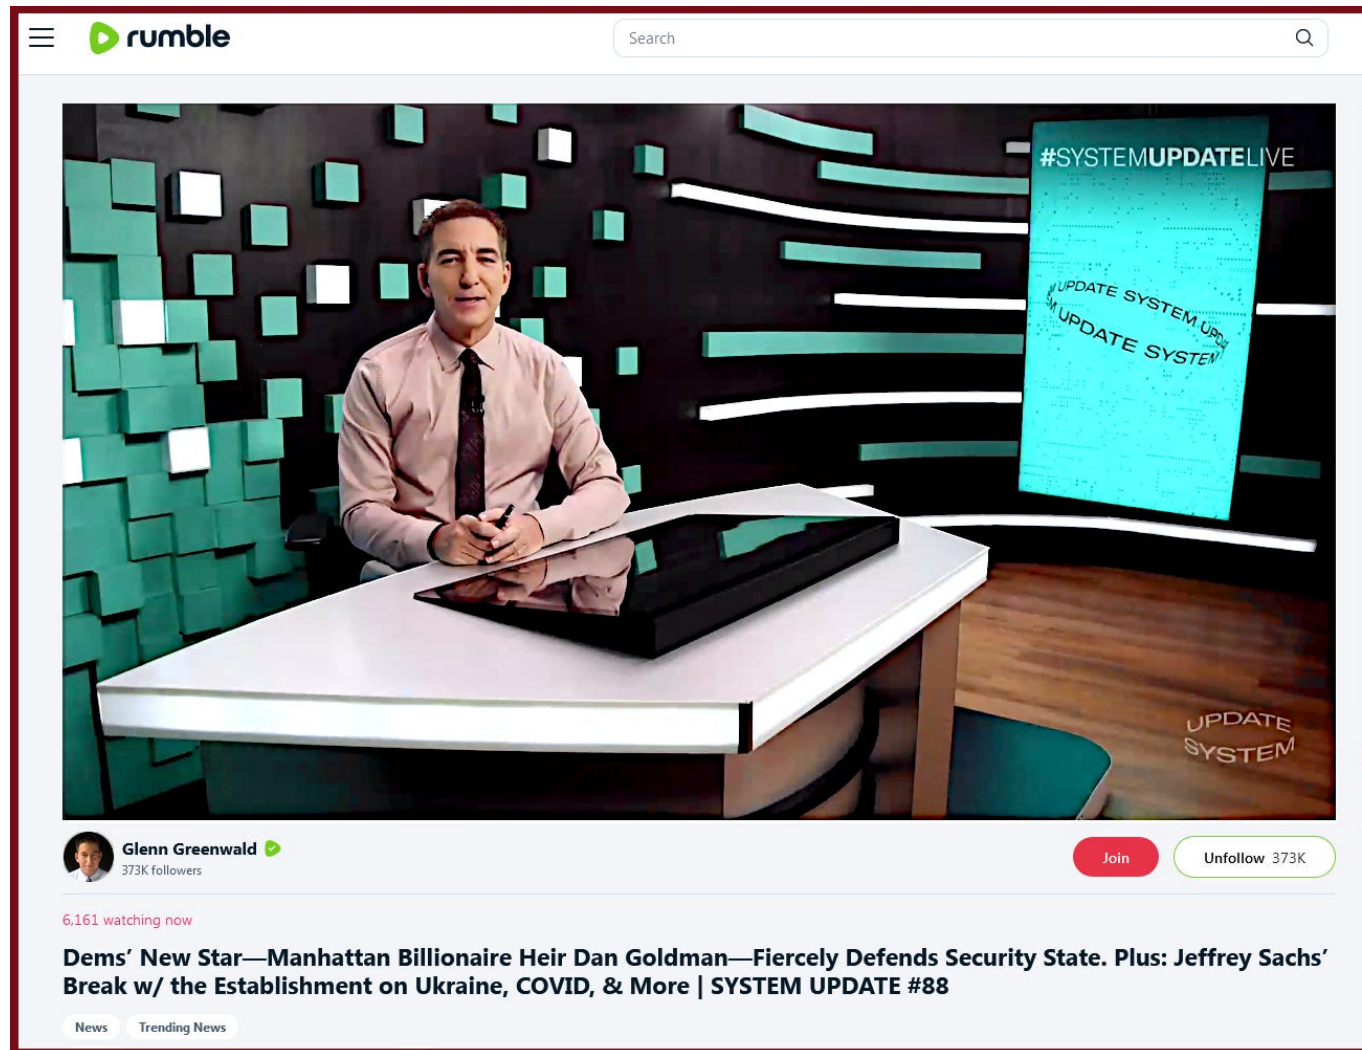 rumble
Search
#SYSTEMUPDATELIVE
UPDATE SYSTEM UPDA
EM UPDATE SYSTEM
UPDATE
SYSTEM
Glenn Greenwald
373K followers
Join
Unfollow 373K
6,161 watching now
Dems’ New Star—Manhattan Billionaire Heir Dan Goldman—Fiercely Defends Security State. Plus: Jeffrey Sachs’
Break w/ the Establishment on Ukraine, COVID, & More | SYSTEM UPDATE #88
News
Trending News